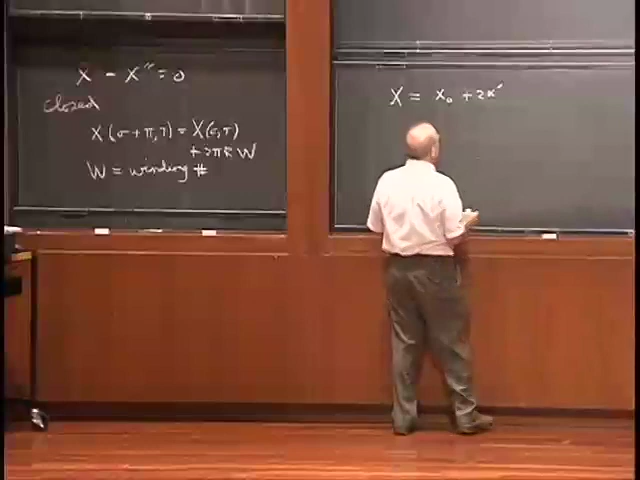 Ẍ - X'' = 0
closed
X(σ+π,τ) = X(σ,τ)
+ 2πR W
W = winding #
X = x₀ + 2α'